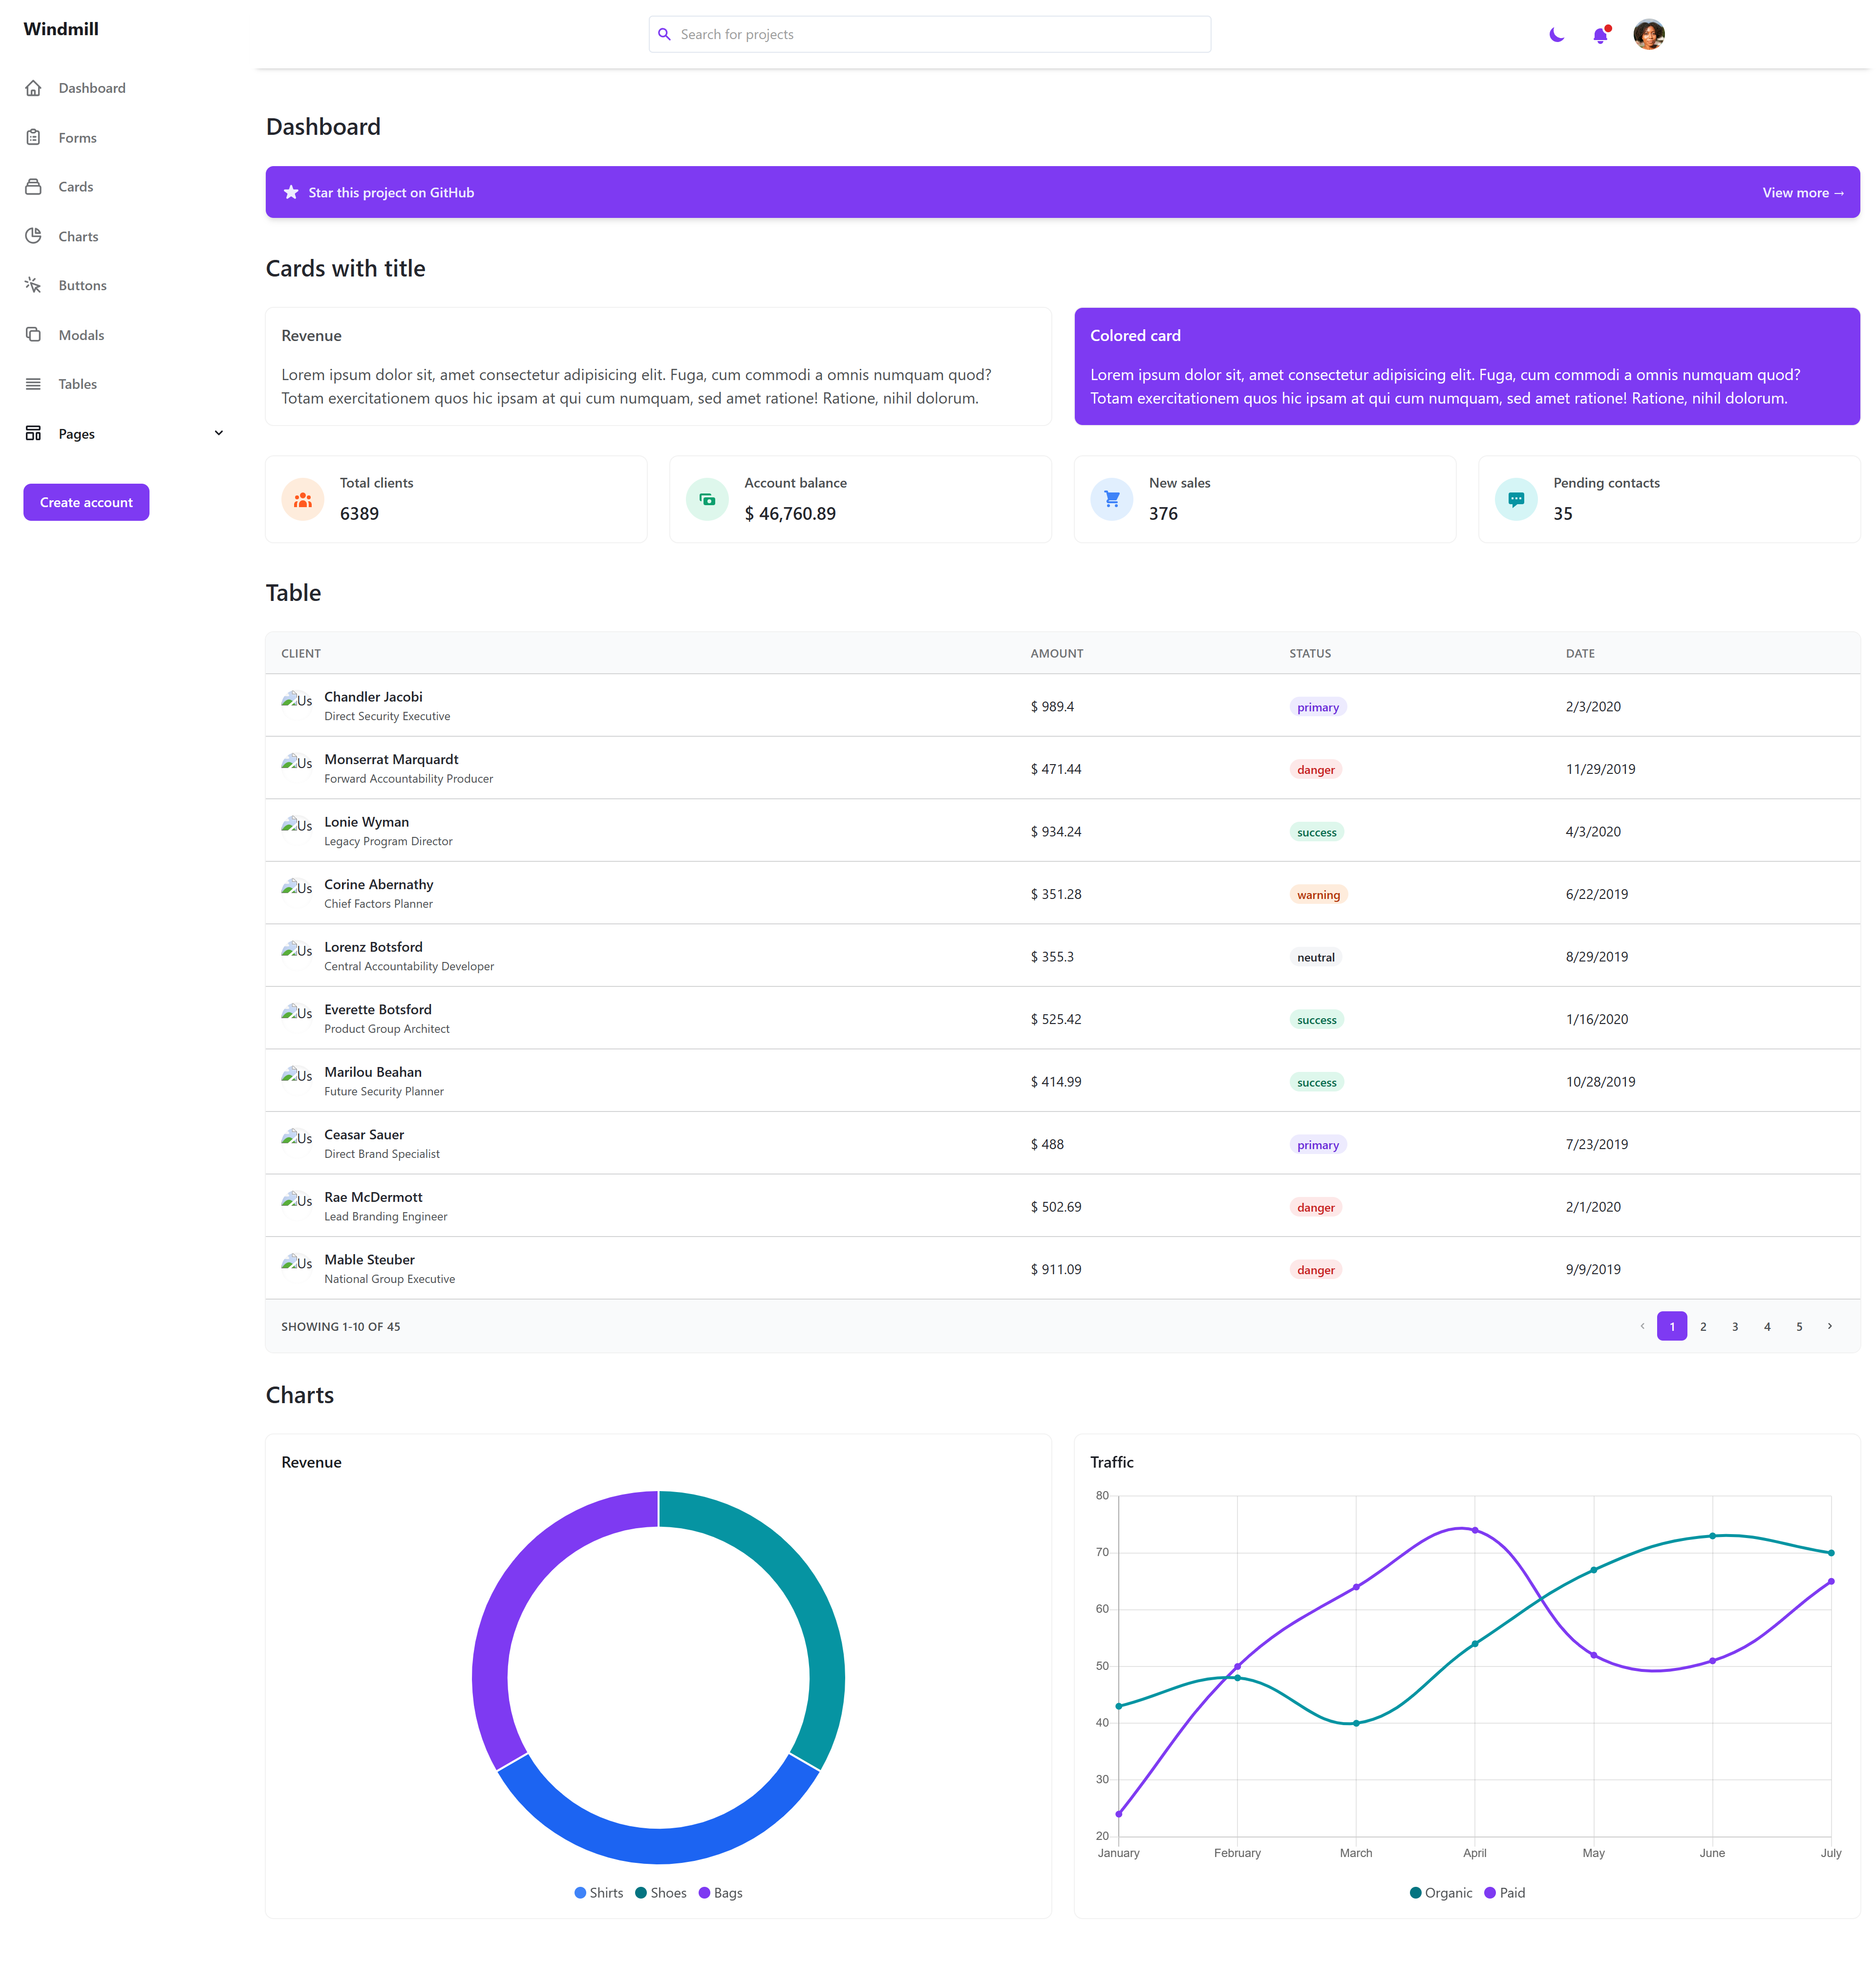 Windmill
Search for projects
Dashboard
Forms
Cards
Charts
Buttons
Modals
Tables
Pages
Create account
Dashboard
Star this project on GitHub
View more →
Cards with title
Revenue
Lorem ipsum dolor sit, amet consectetur adipisicing elit. Fuga, cum commodi a omnis numquam quod?
Totam exercitationem quos hic ipsam at qui cum numquam, sed amet ratione! Ratione, nihil dolorum.
Colored card
Lorem ipsum dolor sit, amet consectetur adipisicing elit. Fuga, cum commodi a omnis numquam quod?
Totam exercitationem quos hic ipsam at qui cum numquam, sed amet ratione! Ratione, nihil dolorum.
Total clients
6389
Account balance
$ 46,760.89
New sales
376
Pending contacts
35
Table
CLIENT AMOUNT STATUS DATE
Us Chandler Jacobi
Direct Security Executive
$ 989.4 primary 2/3/2020
Us Monserrat Marquardt
Forward Accountability Producer
$ 471.44 danger 11/29/2019
Us Lonie Wyman
Legacy Program Director
$ 934.24 success 4/3/2020
Us Corine Abernathy
Chief Factors Planner
$ 351.28 warning 6/22/2019
Us Lorenz Botsford
Central Accountability Developer
$ 355.3 neutral 8/29/2019
Us Everette Botsford
Product Group Architect
$ 525.42 success 1/16/2020
Us Marilou Beahan
Future Security Planner
$ 414.99 success 10/28/2019
Us Ceasar Sauer
Direct Brand Specialist
$ 488 primary 7/23/2019
Us Rae McDermott
Lead Branding Engineer
$ 502.69 danger 2/1/2020
Us Mable Steuber
National Group Executive
$ 911.09 danger 9/9/2019
SHOWING 1-10 OF 45
1 2 3 4 5
Charts
Revenue
Shirts Shoes Bags
Traffic
80
70
60
50
40
30
20
January February March April May June July
Organic Paid